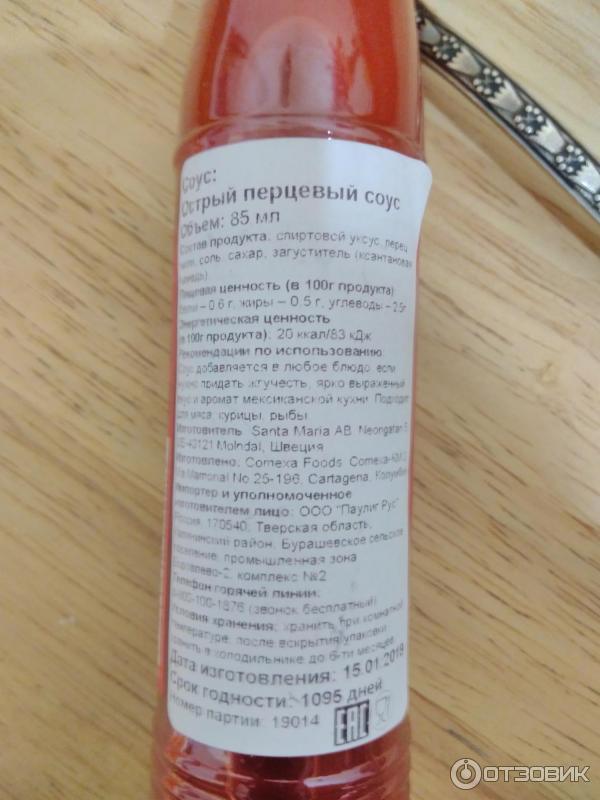 Соус:
Острый перцевый соус
Объем: 85 мл
Состав продукта: спиртовой уксус, перец
соль, сахар, загуститель (ксантановая
Пищевая ценность (в 100г продукта):
– 0.6 г, жиры – 0.5 г, углеводы –
Энергетическая ценность
(в 100г продукта): 20 ккал/83 кДж
Рекомендации по использованию:
Соус добавляется в любое блюдо, если
нужно придать жгучесть, ярко выраженный
вкус и аромат мексиканской кухни. Подходит
для мяса, курицы, рыбы
Изготовитель: Santa Maria AB, Neongatan
Molndal, Швеция
Изготовлено: Comexa Foods,
Mamonal No 25-196, Cartagena,
Импортер и уполномоченное
изготовителем лицо: ООО "Паулиг Рус",
Россия, 170540, Тверская область,
Калининский район, Бурашевское сельское
поселение, промышленная зона
комплекс №2
Телефон горячей линии:
(звонок бесплатный)
Условия хранения: хранить при комнатной
температуре, после вскрытия упаковки
хранить в холодильнике до 6-ти месяцев
Дата изготовления: 15.01.2019
Срок годности: 1095 дней
Номер партии: 19014
EAC
ОТЗОВИК